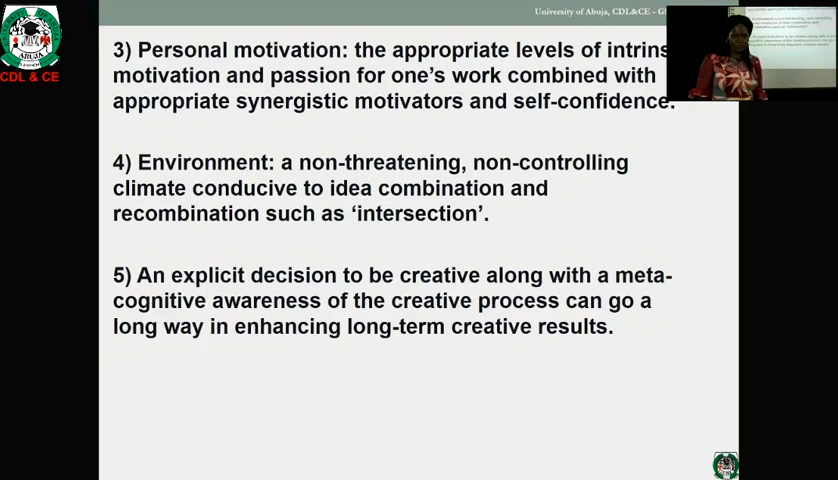 University of Abuja, CDL&CE - GS
3) Personal motivation: the appropriate levels of intrins
motivation and passion for one's work combined with
appropriate synergistic motivators and self-confidence.
4) Environment: a non-threatening, non-controlling
climate conducive to idea combination and
recombination such as 'intersection'.
5) An explicit decision to be creative along with a meta-
cognitive awareness of the creative process can go a
long way in enhancing long-term creative results.
ABUJA
CDL & CE